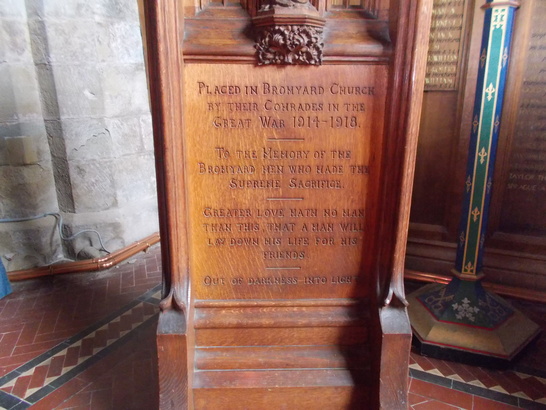 Placed in Bromyard Church
by their Comrades in the
Great War 1914-1918.
To the Memory of the
Bromyard men who made the
Supreme Sacrifice.
Greater love hath no man
than this, that a man will
lay down his life for his
friends
Out of darkness into light